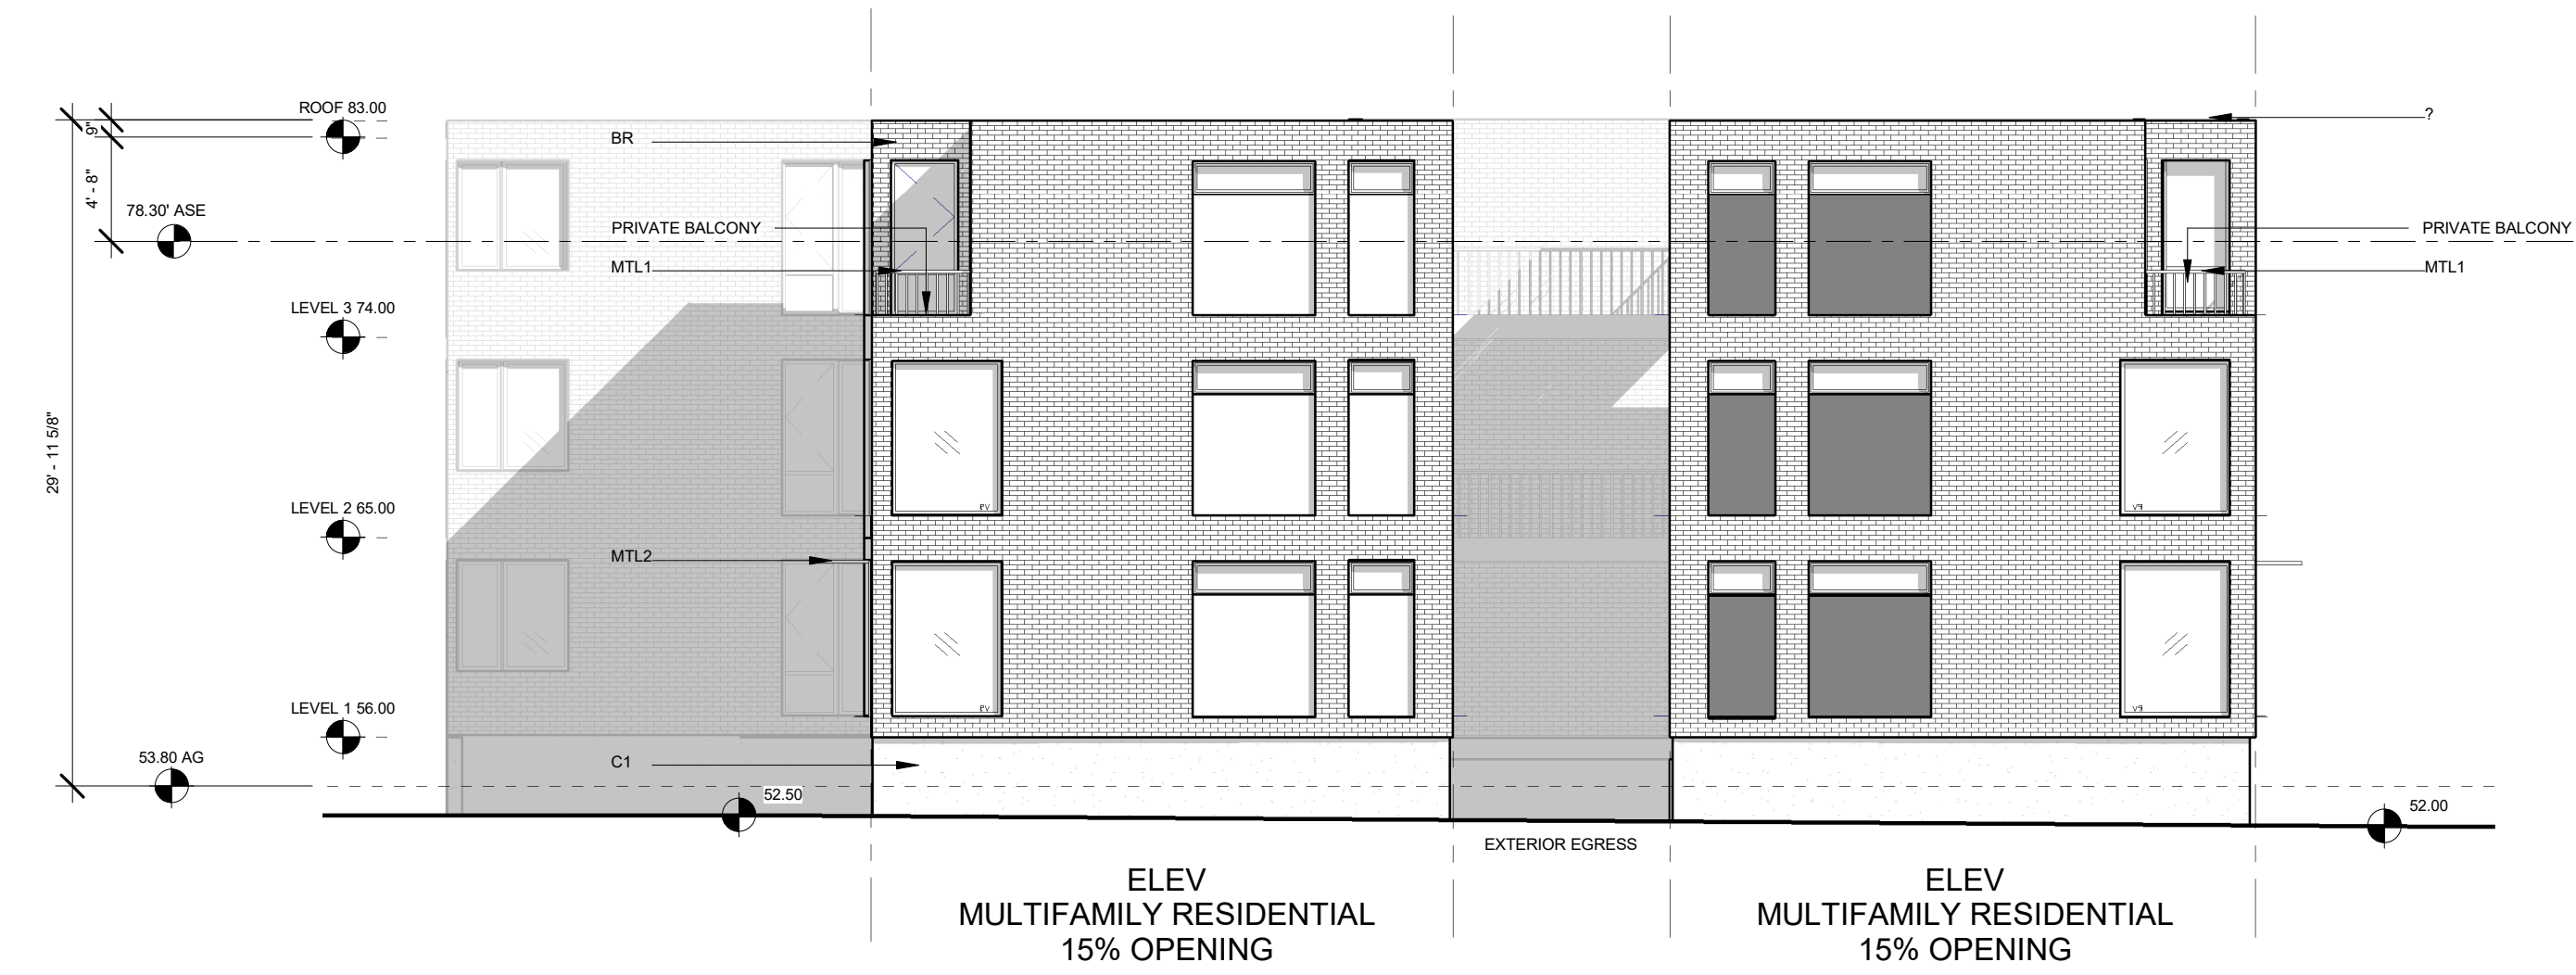 ROOF 83.00
9"
4' - 8"
78.30' ASE
LEVEL 3 74.00
29' - 11 5/8"
LEVEL 2 65.00
LEVEL 1 56.00
53.80 AG
BR
PRIVATE BALCONY
MTL1
MTL2
C1
52.50
?
PRIVATE BALCONY
MTL1
52.00
EXTERIOR EGRESS
ELEV
MULTIFAMILY RESIDENTIAL
15% OPENING
ELEV
MULTIFAMILY RESIDENTIAL
15% OPENING